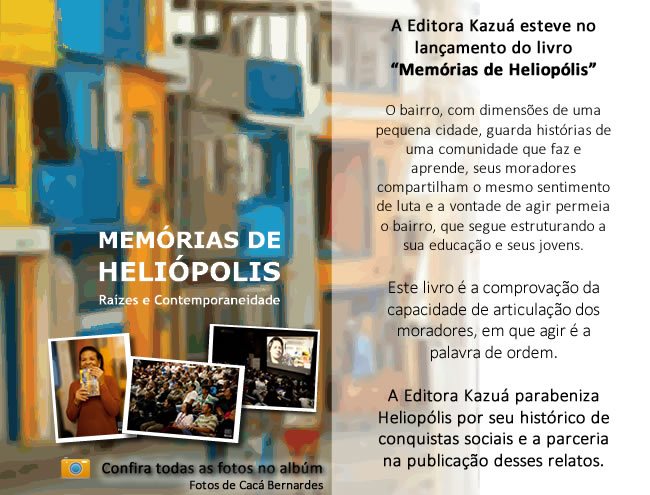 MEMÓRIAS DE
HELIÓPOLIS
Raízes e Contemporaneidade
Confira todas as fotos no albúm
Fotos de Cacá Bernardes
A Editora Kazuá esteve no
lançamento do livro
“Memórias de Heliopólis”
O bairro, com dimensões de uma
pequena cidade, guarda histórias de
uma comunidade que faz e
aprende, seus moradores
compartilham o mesmo sentimento
de luta e a vontade de agir permeia
o bairro, que segue estruturando a
sua educação e seus jovens.
Este livro é a comprovação da
capacidade de articulação dos
moradores, em que agir é a
palavra de ordem.
A Editora Kazuá parabeniza
Heliopólis por seu histórico de
conquistas sociais e a parceria
na publicação desses relatos.